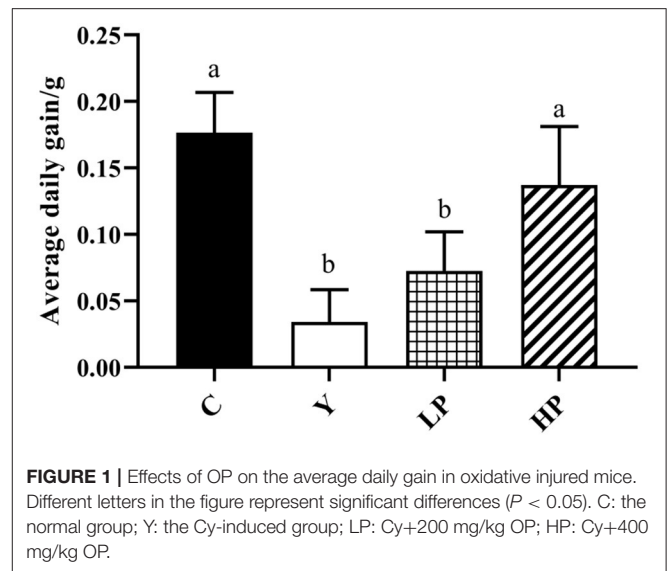 0.25
0.20
0.15
0.10
0.05
0.00
Average daily gain/g
a
b
b
a
C
Y
LP
HP
FIGURE 1 | Effects of OP on the average daily gain in oxidative injured mice.
Different letters in the figure represent significant differences (P < 0.05). C: the
normal group; Y: the Cy-induced group; LP: Cy+200 mg/kg OP; HP: Cy+400
mg/kg OP.